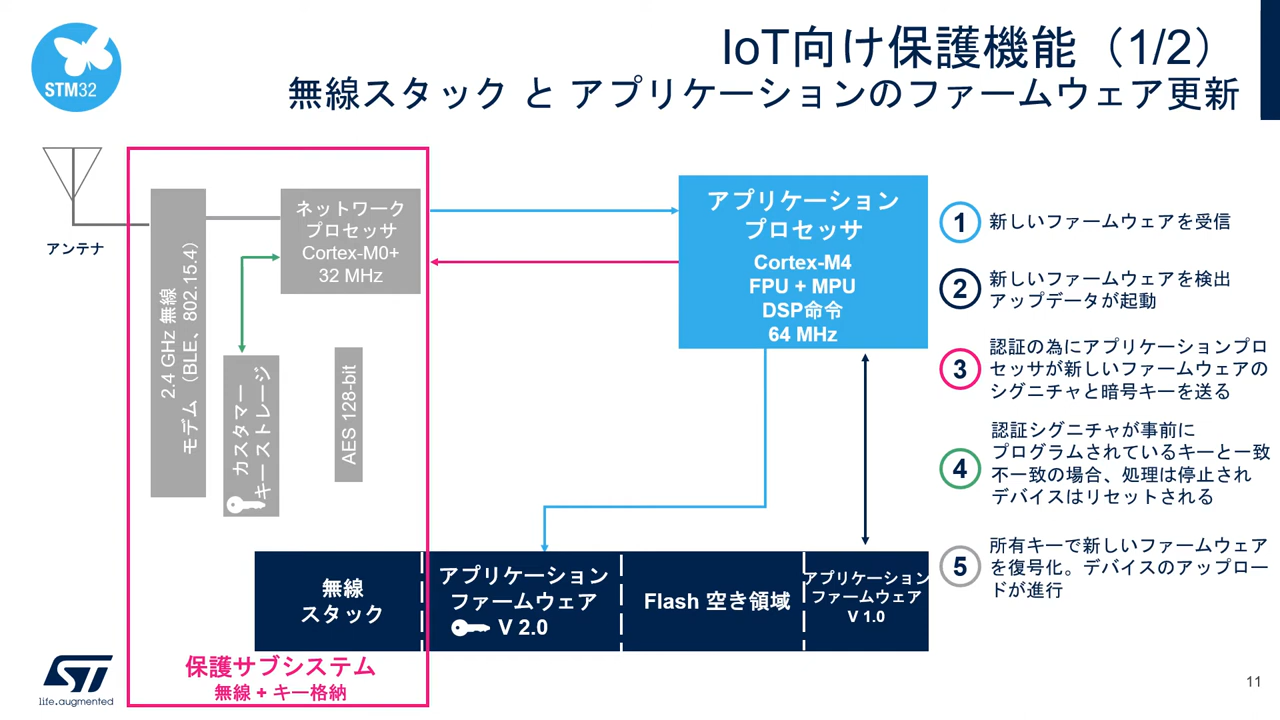 STM32
IoT向け保護機能（1/2）
無線スタック と アプリケーションのファームウェア更新
アンテナ
2.4 GHz 無線
モデム（BLE、802.15.4）
ネットワーク
プロセッサ
Cortex-M0+
32 MHz
カスタマー
キーストレージ
AES 128-bit
アプリケーション
プロセッサ
Cortex-M4
FPU + MPU
DSP命令
64 MHz
無線
スタック
アプリケーション
ファームウェア
V 2.0
Flash 空き領域
アプリケーション
ファームウェア
V 1.0
保護サブシステム
無線 + キー格納
1
新しいファームウェアを受信
2
新しいファームウェアを検出
アップデータが起動
3
認証の為にアプリケーションプロ
セッサが新しいファームウェアの
シグニチャと暗号キーを送る
4
認証シグニチャが事前に
プログラムされているキーと一致
不一致の場合、処理は停止され
デバイスはリセットされる
5
所有キーで新しいファームウェア
を復号化。デバイスのアップロー
ドが進行
ST
life.augmented
11